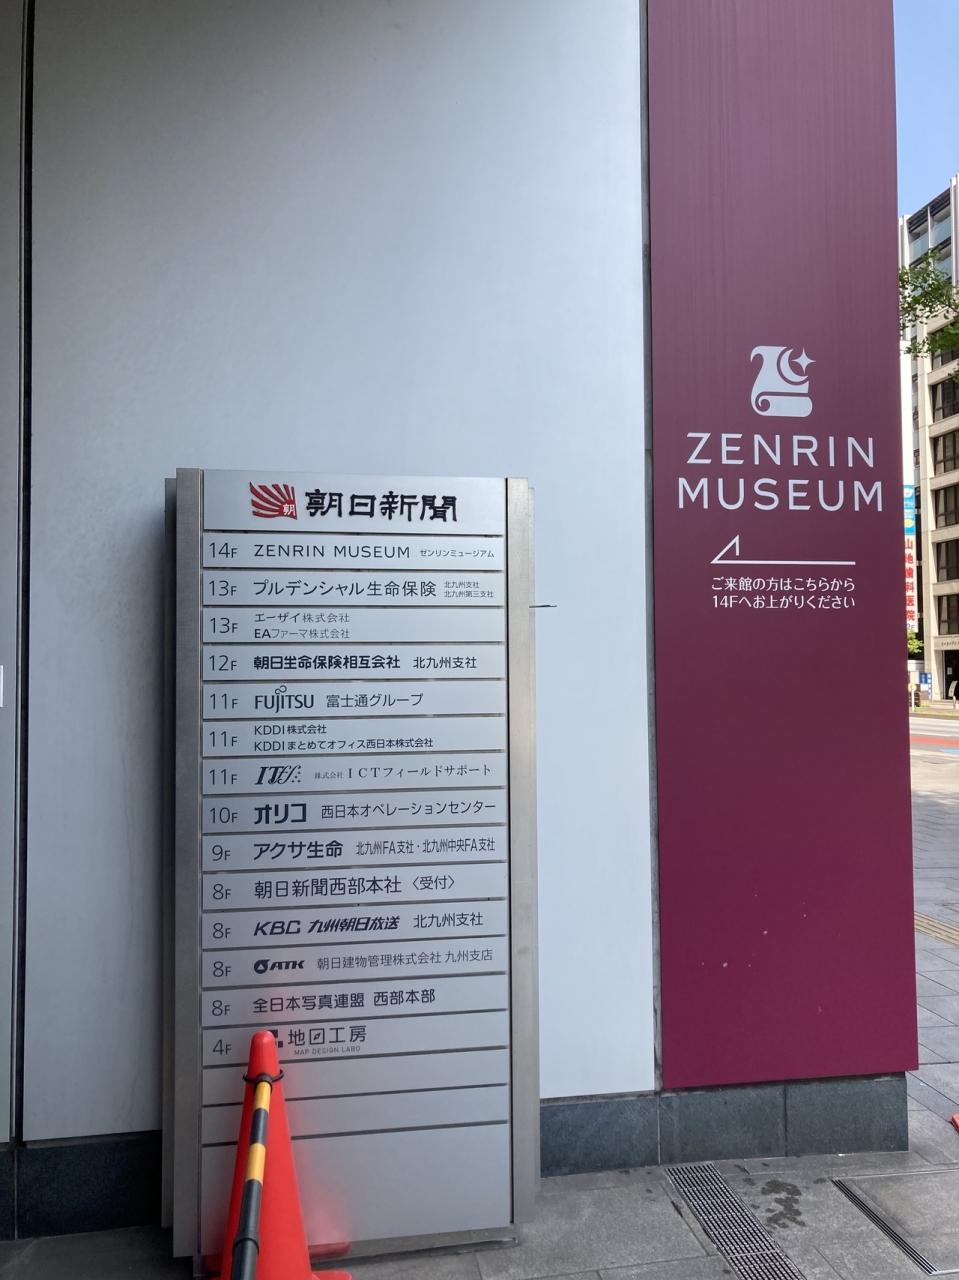 朝 朝日新聞
14F ZENRIN MUSEUM ゼンリンミュージアム
13F プルデンシャル生命保険 北九州支社
北九州第三支社
13F エーザイ株式会社
EAファーマ株式会社
12F 朝日生命保険相互会社 北九州支社
11F FUJITSU 富士通グループ
11F KDDI株式会社
KDDIまとめてオフィス西日本株式会社
11F 株式会社 ICTフィールドサポート
10F オリコ 西日本オペレーションセンター
9F アクサ生命 北九州FA支社・北九州中央FA支社
8F 朝日新聞西部本社〈受付〉
8F KBC 九州朝日放送 北九州支社
8F ATK 朝日建物管理株式会社 九州支店
8F 全日本写真連盟 西部本部
4F 地図工房
MAP DESIGN LABO
ZENRIN
MUSEUM
ご来館の方はこちらから
14Fへお上がりください
山地歯科医院